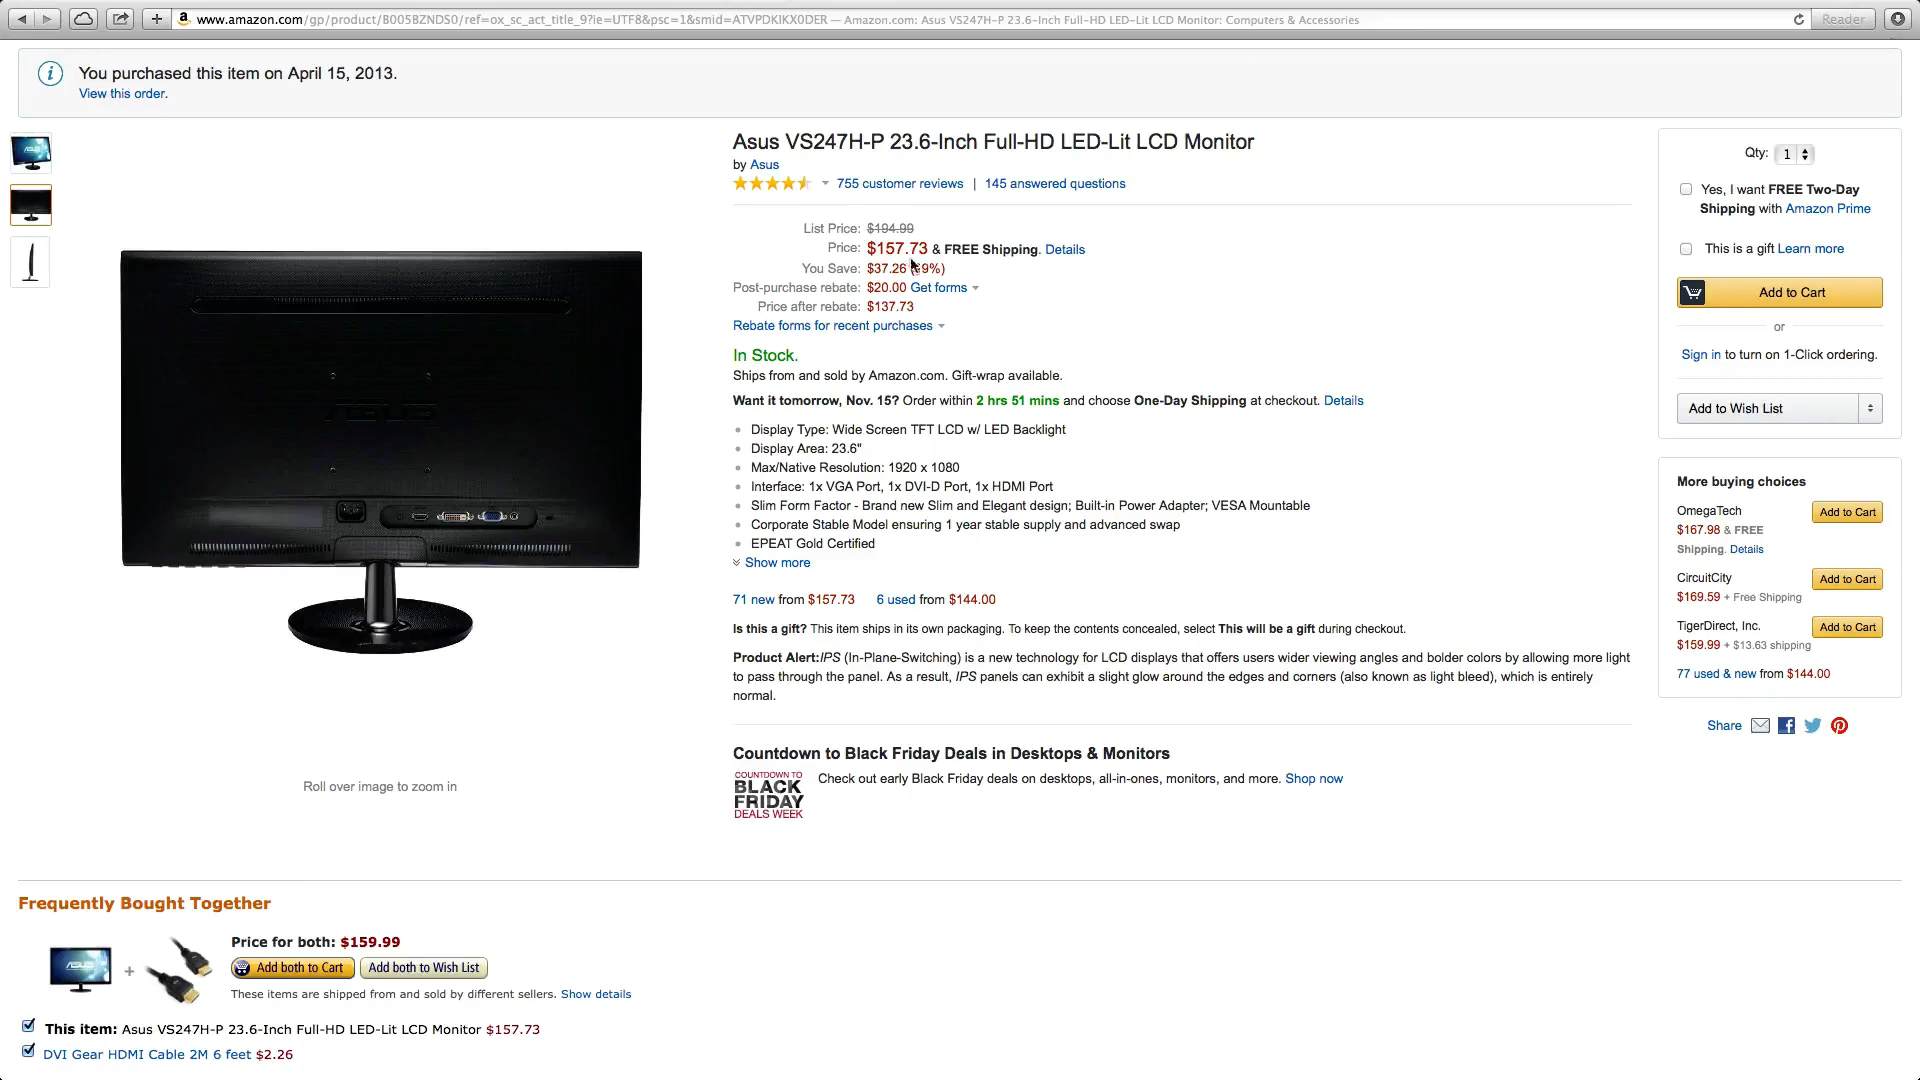 www.amazon.com/gp/product/B005BZNDS0/ref=ox_sc_act_title_9?ie=UTF8&psc=1&smid=ATVPDKIKX0DER — Amazon.com: Asus VS247H-P 23.6-Inch Full-HD LED-Lit LCD Monitor: Computers & Accessories
Reader
You purchased this item on April 15, 2013.
View this order.
Asus VS247H-P 23.6-Inch Full-HD LED-Lit LCD Monitor
by Asus
755 customer reviews | 145 answered questions
List Price: $194.99
Price: $157.73 & FREE Shipping. Details
You Save: $37.26 9%)
Post-purchase rebate: $20.00 Get forms
Price after rebate: $137.73
Rebate forms for recent purchases
In Stock.
Ships from and sold by Amazon.com. Gift-wrap available.
Want it tomorrow, Nov. 15? Order within 2 hrs 51 mins and choose One-Day Shipping at checkout. Details
Display Type: Wide Screen TFT LCD w/ LED Backlight
Display Area: 23.6"
Max/Native Resolution: 1920 x 1080
Interface: 1x VGA Port, 1x DVI-D Port, 1x HDMI Port
Slim Form Factor - Brand new Slim and Elegant design; Built-in Power Adapter; VESA Mountable
Corporate Stable Model ensuring 1 year stable supply and advanced swap
EPEAT Gold Certified
Show more
71 new from $157.73 6 used from $144.00
Is this a gift? This item ships in its own packaging. To keep the contents concealed, select This will be a gift during checkout.
Product Alert:IPS (In-Plane-Switching) is a new technology for LCD displays that offers users wider viewing angles and bolder colors by allowing more light
to pass through the panel. As a result, IPS panels can exhibit a slight glow around the edges and corners (also known as light bleed), which is entirely
normal.
Countdown to Black Friday Deals in Desktops & Monitors
COUNTDOWN TO
BLACK
FRIDAY
DEALS WEEK
Check out early Black Friday deals on desktops, all-in-ones, monitors, and more. Shop now
ASUS
Roll over image to zoom in
Qty: 1
Yes, I want FREE Two-Day
Shipping with Amazon Prime
This is a gift Learn more
Add to Cart
or
Sign in to turn on 1-Click ordering.
Add to Wish List
More buying choices
OmegaTech
Add to Cart
$167.98 & FREE
Shipping. Details
CircuitCity
Add to Cart
$169.59 + Free Shipping
TigerDirect, Inc.
Add to Cart
$159.99 + $13.63 shipping
77 used & new from $144.00
Share
Frequently Bought Together
ASUS
+
Price for both: $159.99
Add both to Cart
Add both to Wish List
These items are shipped from and sold by different sellers. Show details
This item: Asus VS247H-P 23.6-Inch Full-HD LED-Lit LCD Monitor $157.73
DVI Gear HDMI Cable 2M 6 feet $2.26